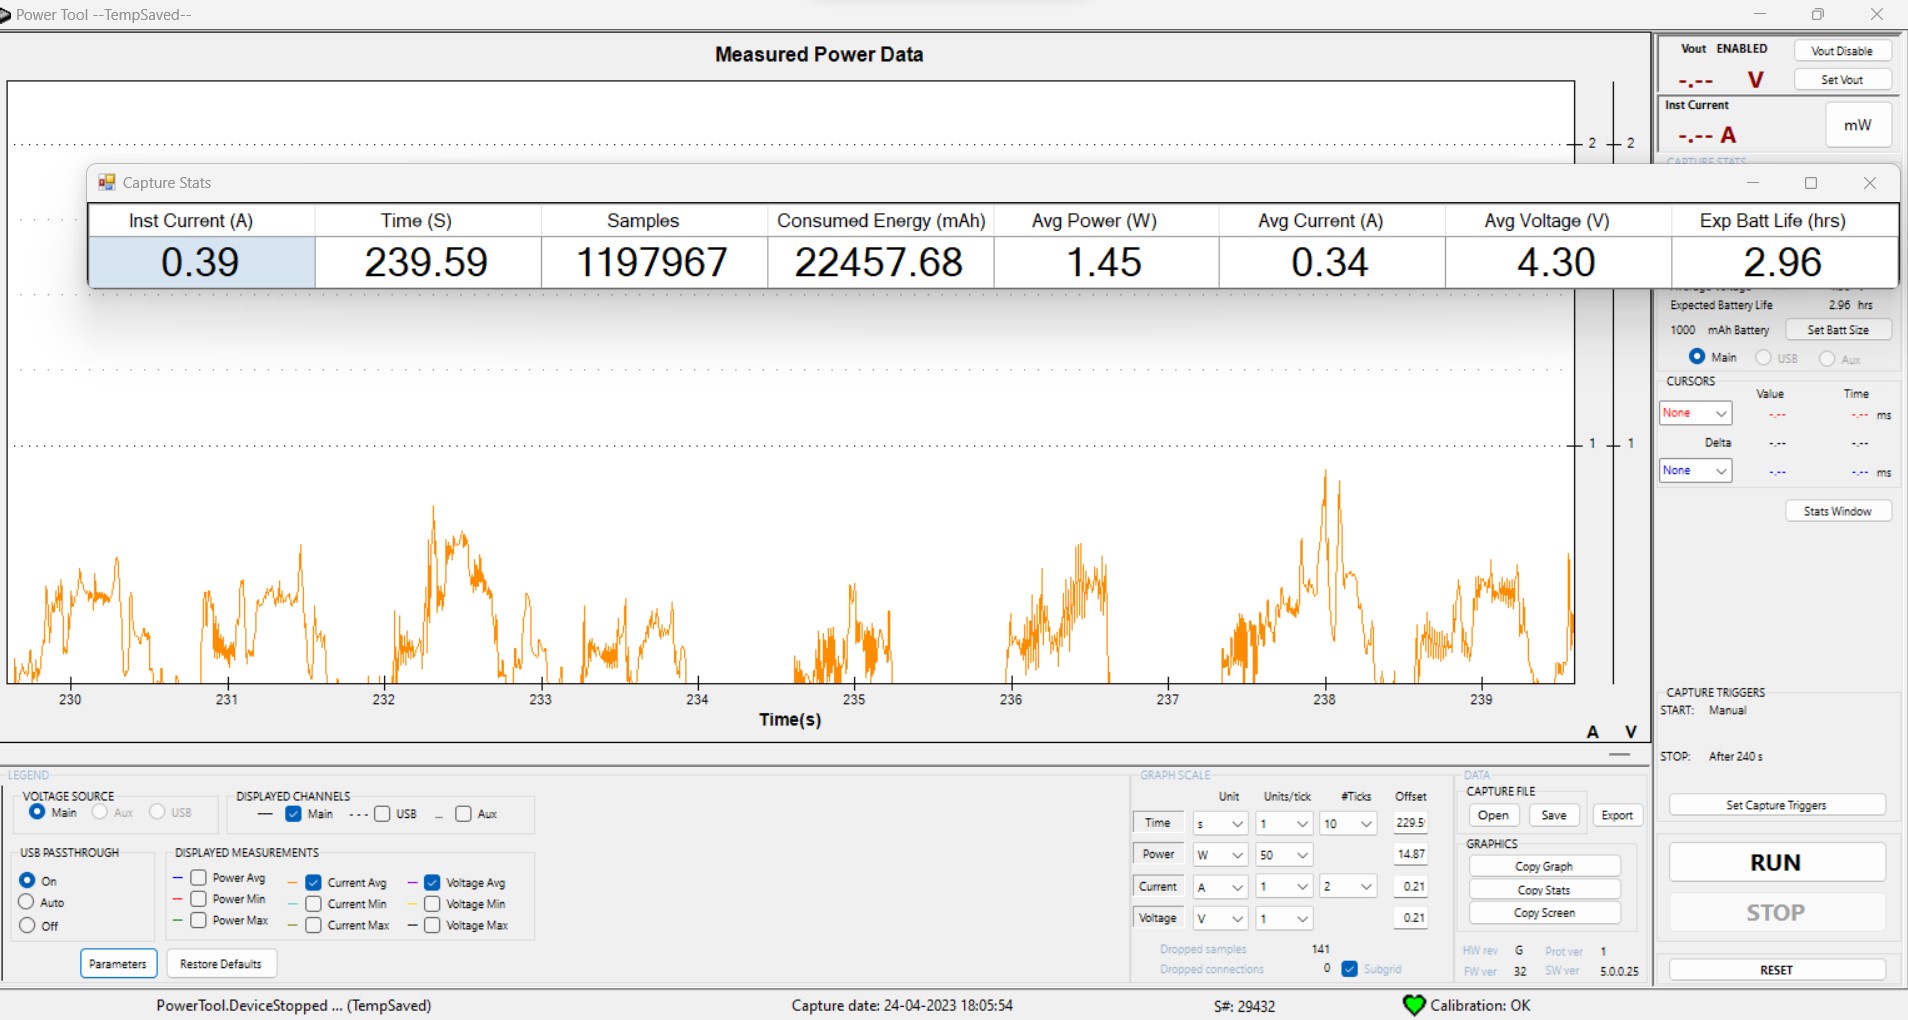 Power Tool --TempSaved--
Measured Power Data
2 2
1 1
230 231 232 233 234 235 236 237 238 239
Time(s)
A V
Capture Stats
Inst Current (A) Time (S) Samples Consumed Energy (mAh) Avg Power (W) Avg Current (A) Avg Voltage (V) Exp Batt Life (hrs)
0.39 239.59 1197967 22457.68 1.45 0.34 4.30 2.96
Vout ENABLED Vout Disable
-.-- V Set Vout
Inst Current
-.-- A mW
CAPTURE STATS
Expected Battery Life 2.96 hrs
1000 mAh Battery Set Batt Size
Main USB Aux
CURSORS
Value Time
None -.-- -.-- ms
Delta -.-- -.--
None -.-- -.-- ms
Stats Window
CAPTURE TRIGGERS
START: Manual
STOP: After 240 s
Set Capture Triggers
RUN
STOP
RESET
LEGEND
VOLTAGE SOURCE
Main Aux USB
DISPLAYED CHANNELS
Main USB Aux
USB PASSTHROUGH
On
Auto
Off
DISPLAYED MEASUREMENTS
Power Avg Current Avg Voltage Avg
Power Min Current Min Voltage Min
Power Max Current Max Voltage Max
Parameters Restore Defaults
GRAPH SCALE
Unit Units/tick #Ticks Offset
Time s 1 10 229.5
Power W 50 14.87
Current A 1 2 0.21
Voltage V 1 0.21
Dropped samples 141
Dropped connections 0 Subgrid
DATA
CAPTURE FILE
Open Save Export
GRAPHICS
Copy Graph
Copy Stats
Copy Screen
HW rev G Prot ver 1
FW ver 32 SW ver 5.0.0.25
PowerTool.DeviceStopped ... (TempSaved) Capture date: 24-04-2023 18:05:54 S#: 29432 Calibration: OK